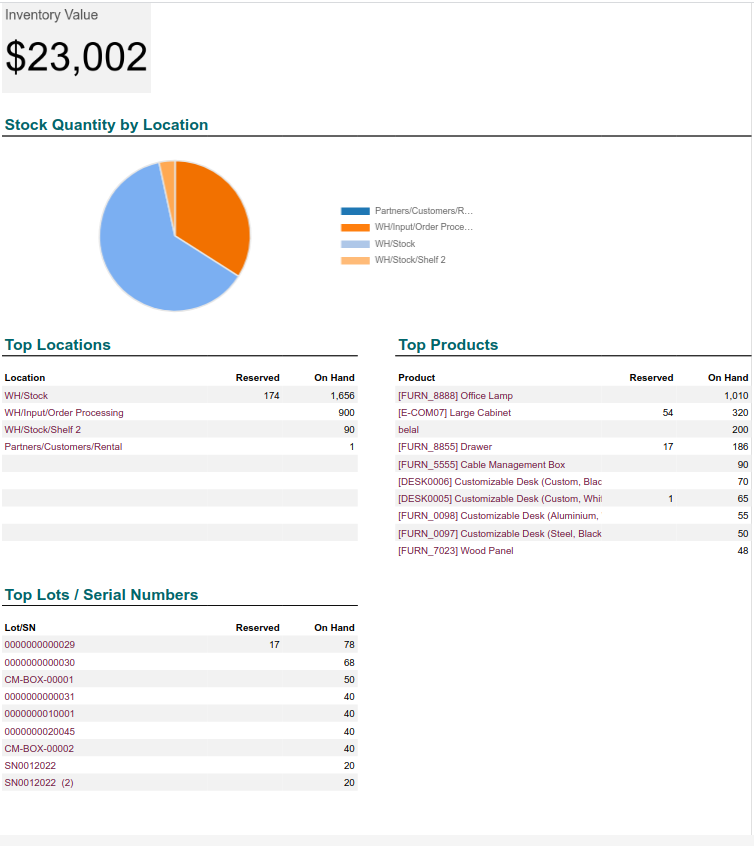 Inventory Value
$23,002
Stock Quantity by Location
Partners/Customers/R...
WH/Input/Order Proce...
WH/Stock
WH/Stock/Shelf 2
Top Locations
Location Reserved On Hand
WH/Stock 174 1,656
WH/Input/Order Processing 900
WH/Stock/Shelf 2 90
Partners/Customers/Rental 1
Top Products
Product Reserved On Hand
[FURN_8888] Office Lamp 1,010
[E-COM07] Large Cabinet 54 320
belal 200
[FURN_8855] Drawer 17 186
[FURN_5555] Cable Management Box 90
[DESK0006] Customizable Desk (Custom, Blac 70
[DESK0005] Customizable Desk (Custom, Whit 1 65
[FURN_0098] Customizable Desk (Aluminium, 55
[FURN_0097] Customizable Desk (Steel, Black 50
[FURN_7023] Wood Panel 48
Top Lots / Serial Numbers
Lot/SN Reserved On Hand
0000000000029 17 78
0000000000030 68
CM-BOX-00001 50
0000000000031 40
0000000010001 40
0000000020045 40
CM-BOX-00002 40
SN0012022 20
SN0012022 (2) 20